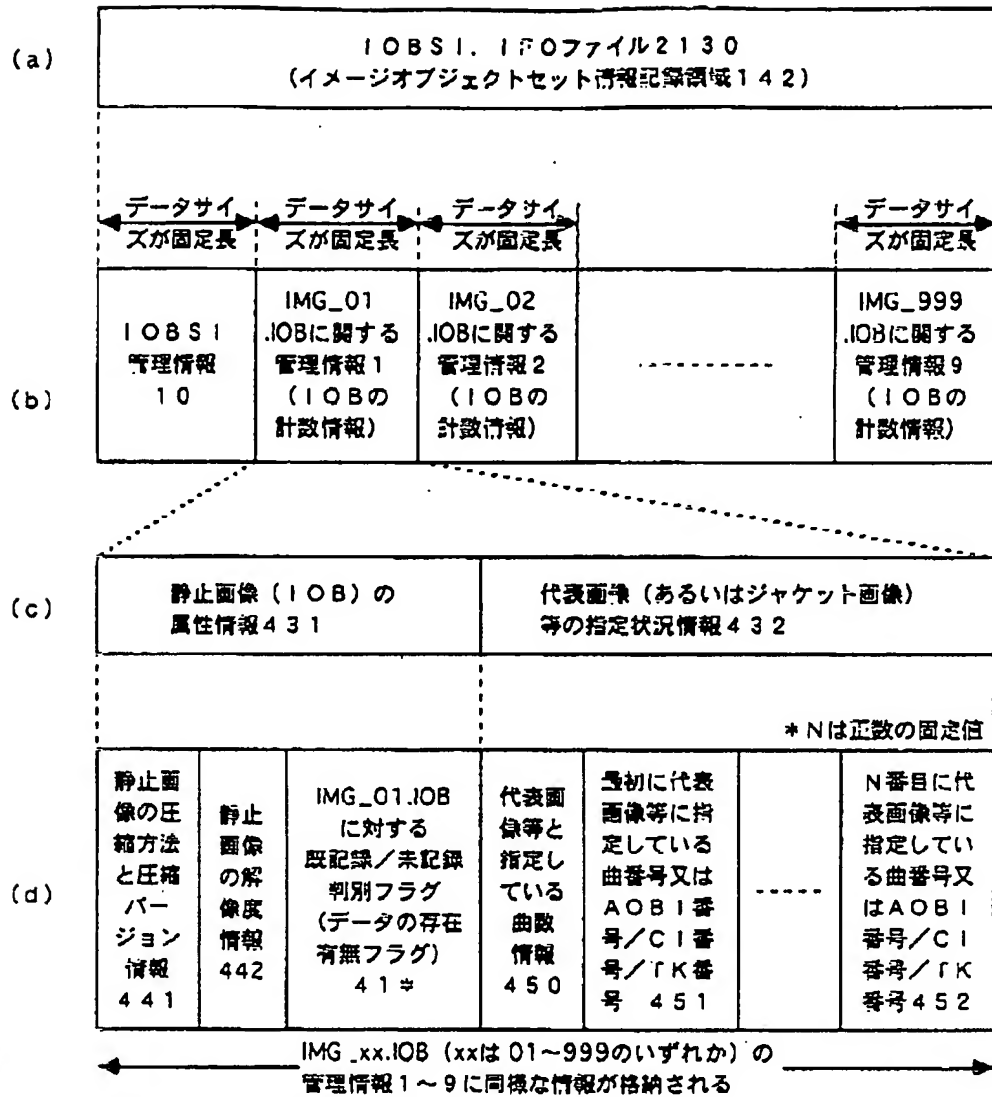 (a)
IOBSI. IFOファイル2130
(イメージオブジェクトセット情報記録領域142)
データサイ
ズが固定長
データサイ
ズが固定長
データサイ
ズが固定長
データサイ
ズが固定長
(b)
IOBSI
管理情報
10
IMG_01
.IOBに関する
管理情報1
(IOBの
計数情報)
IMG_02
.IOBに関する
管理情報2
(IOBの
計数情報)
IMG_999
.IOBに関する
管理情報9
(IOBの
計数情報)
(c)
静止画像(IOB)の
属性情報431
代表画像(あるいはジャケット画像)
等の指定状況情報432
*Nは正数の固定値
(d)
静止画
像の圧
縮方法
と圧縮
バー
ジョン
情報
441
静止
画像
の解
像度
情報
442
IMG_01.IOB
に対する
既記録/未記録
判別フラグ
(データの存在
有無フラグ)
41*
代表画
像等と
指定し
ている
曲数
情報
450
最初に代表
画像等に指
定している
曲番号又は
AOBI番
号/CI番
号/TK番
号 451
N番目に代
表画像等に
指定してい
る曲番号又
はAOBI
番号/CI
番号/TK
番号452
IMG_xx.IOB(xxは01~999のいずれか)の
管理情報1~9に同様な情報が格納される